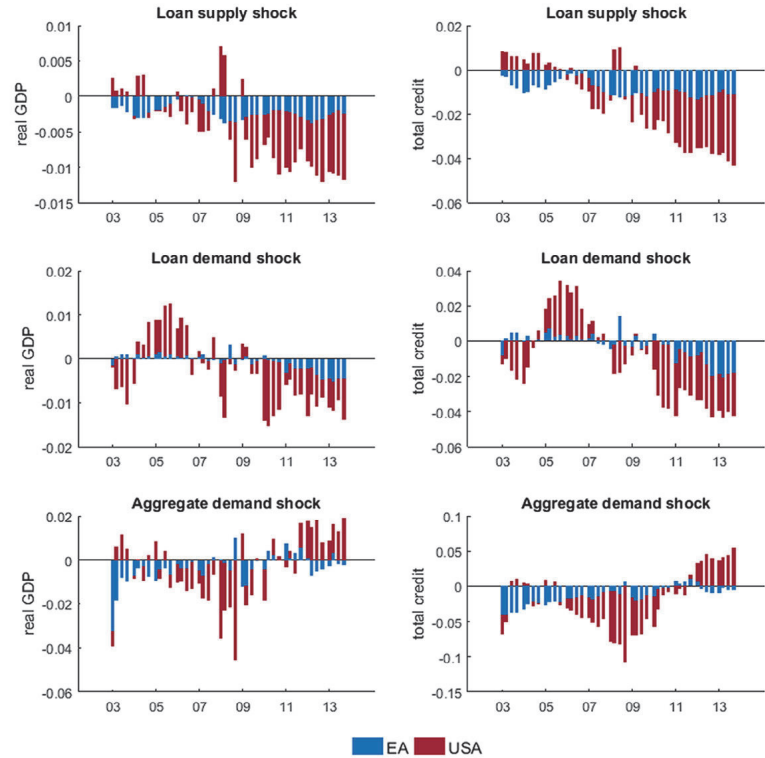 Loan supply shock
real GDP
0.01
0.005
0
-0.005
-0.01
-0.015
03 05 07 09 11 13
Loan supply shock
total credit
0.02
0
-0.02
-0.04
-0.06
03 05 07 09 11 13
Loan demand shock
real GDP
0.02
0.01
0
-0.01
-0.02
03 05 07 09 11 13
Loan demand shock
total credit
0.04
0.02
0
-0.02
-0.04
-0.06
03 05 07 09 11 13
Aggregate demand shock
real GDP
0.02
0
-0.02
-0.04
-0.06
03 05 07 09 11 13
Aggregate demand shock
total credit
0.1
0.05
0
-0.05
-0.1
-0.15
03 05 07 09 11 13
EA USA